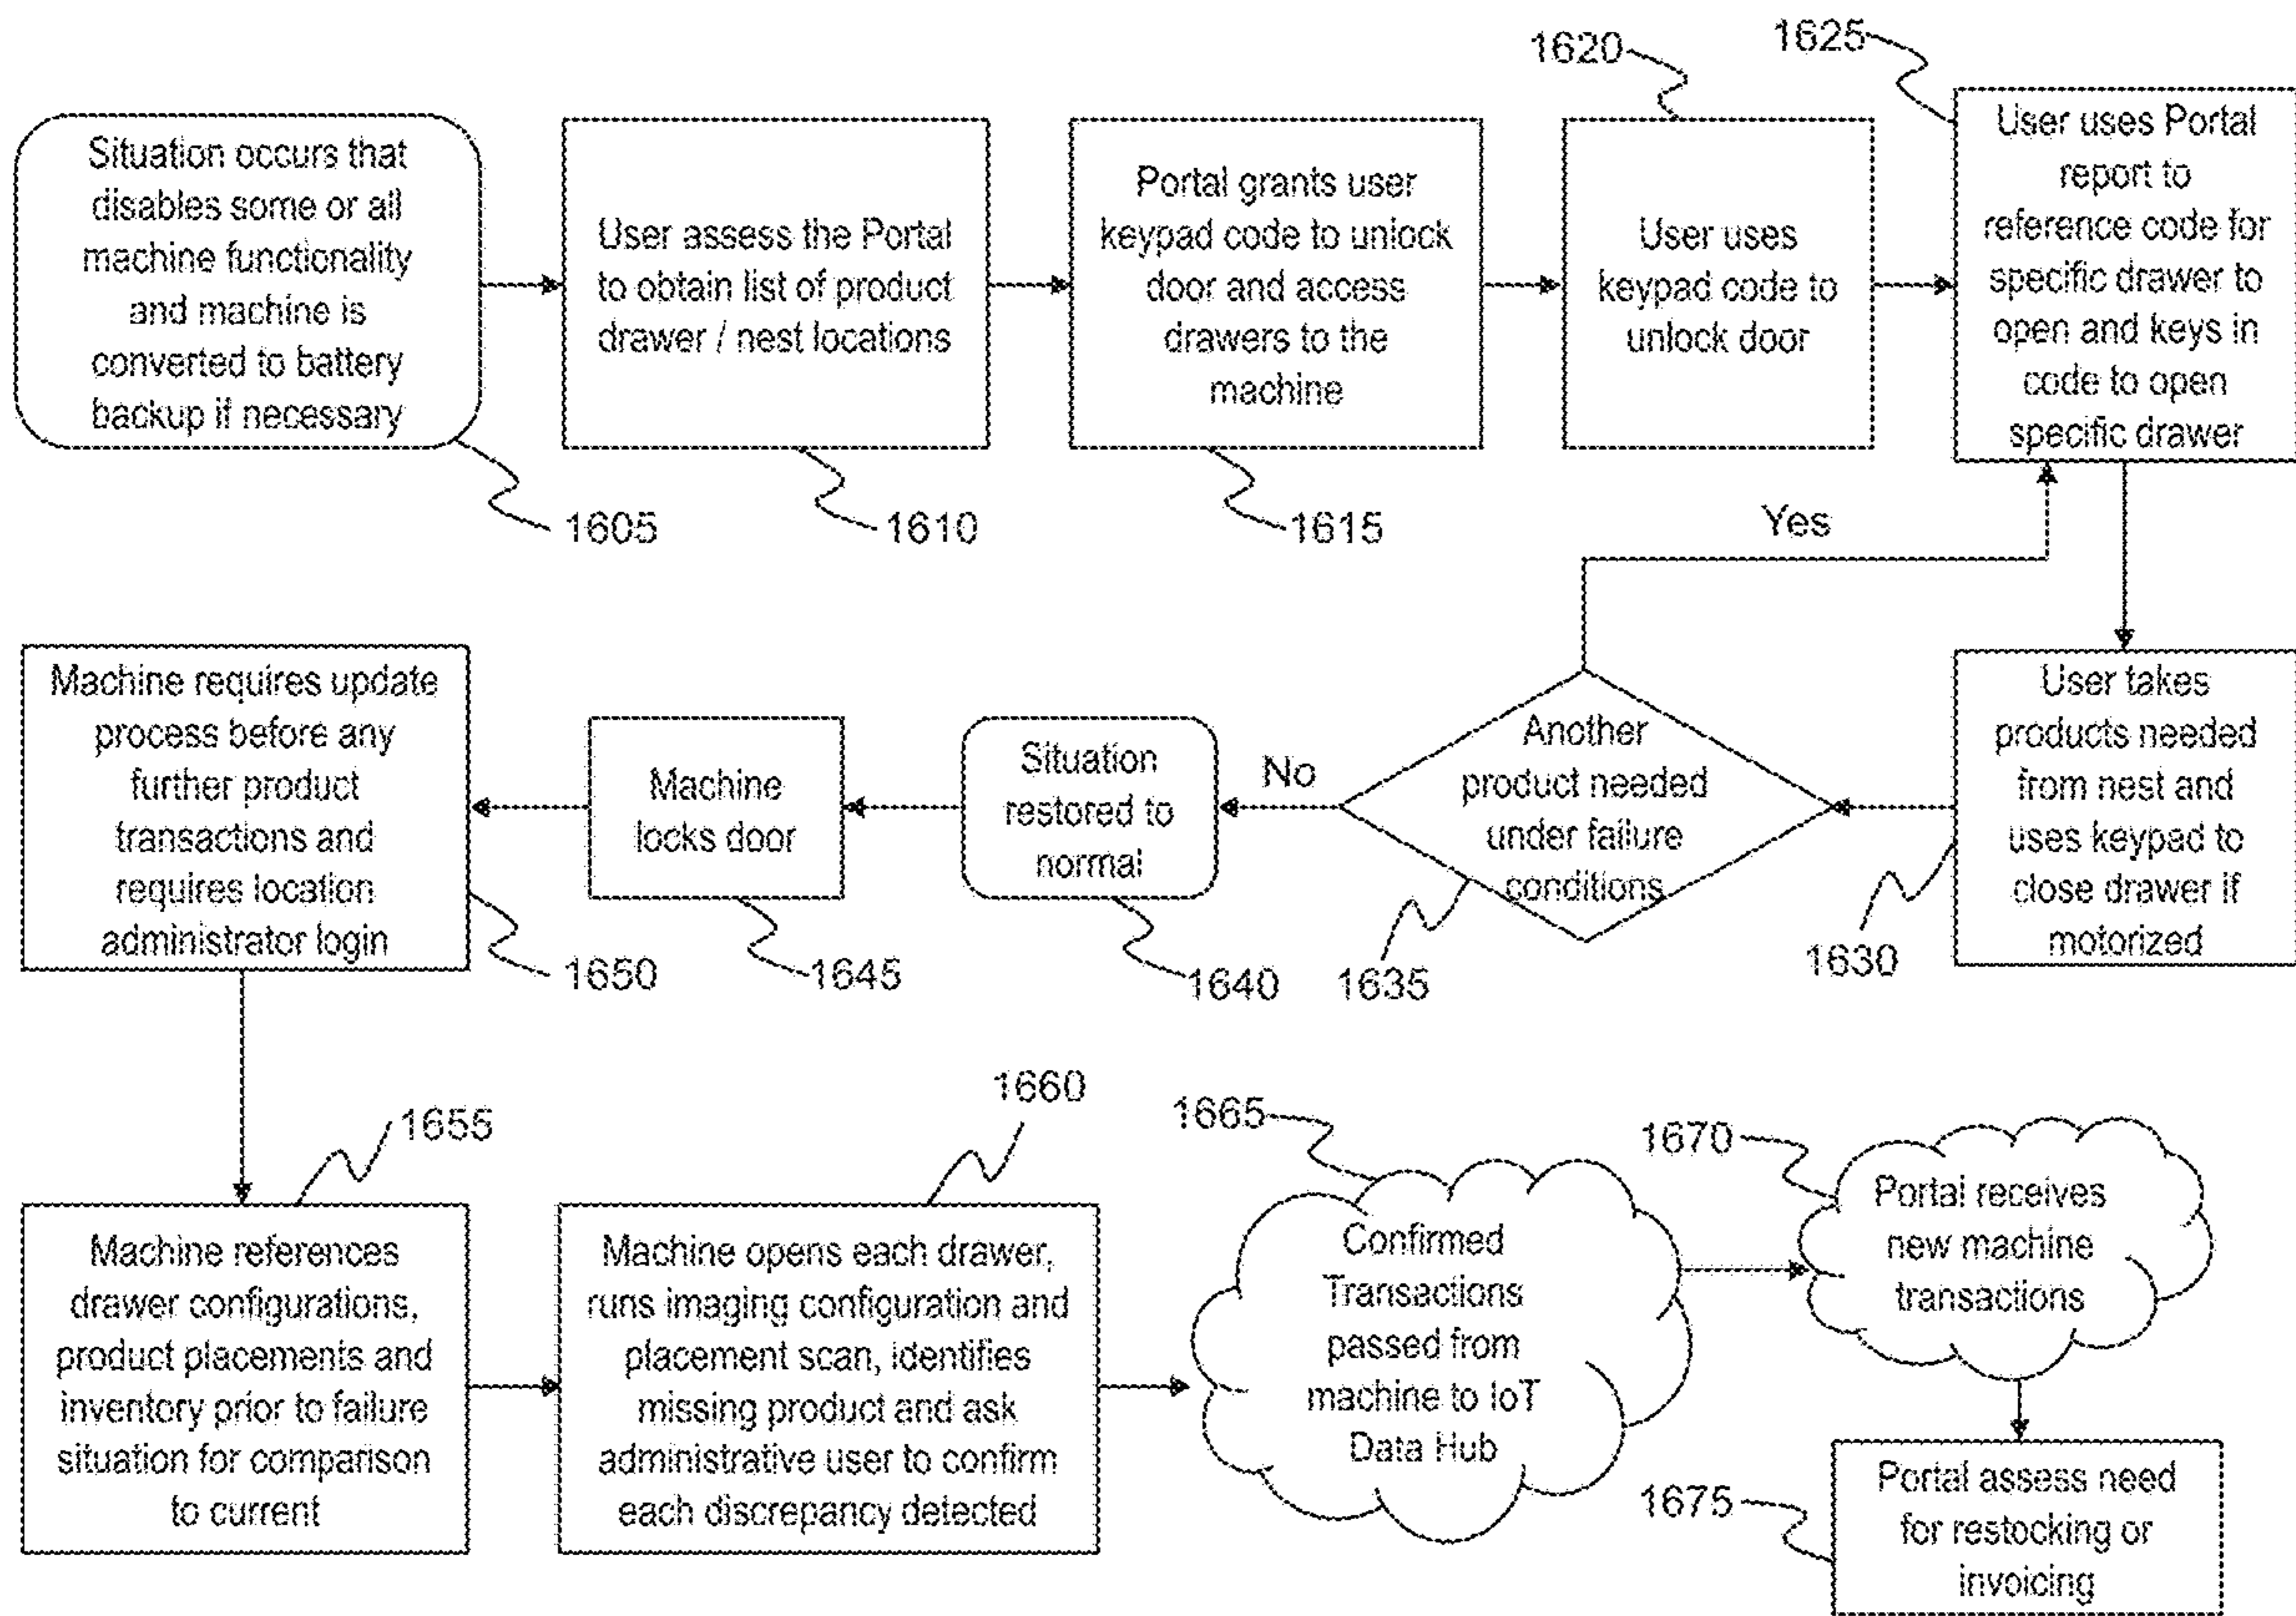 1620
1625
Situation occurs that
disables some or all
machine functionality
and machine is
converted to battery
backup if necessary
User assess the Portal
to obtain list of product
drawer / nest locations
Portal grants user
keypad code to unlock
door and access
drawers to the
machine
User uses
keypad code to
unlock door
User uses Portal
report to
reference code for
specific drawer to
open and keys in
code to open
specific drawer
1605
1610
1615
Yes
Machine requires update
process before any
further product
transactions and
requires location
administrator login
Machine
locks door
Situation
restored to
normal
No
Another
product needed
under failure
conditions
User takes
products needed
from nest and
uses keypad to
close drawer if
motorized
1650
1645
1640
1635
1630
1655
1660
1665
1670
Machine references
drawer configurations,
product placements and
inventory prior to failure
situation for comparison
to current
Machine opens each drawer,
runs imaging configuration and
placement scan, identifies
missing product and ask
administrative user to confirm
each discrepancy detected
Confirmed
Transactions
passed from
machine to IoT
Data Hub
Portal receives
new machine
transactions
1675
Portal assess need
for restocking or
invoicing